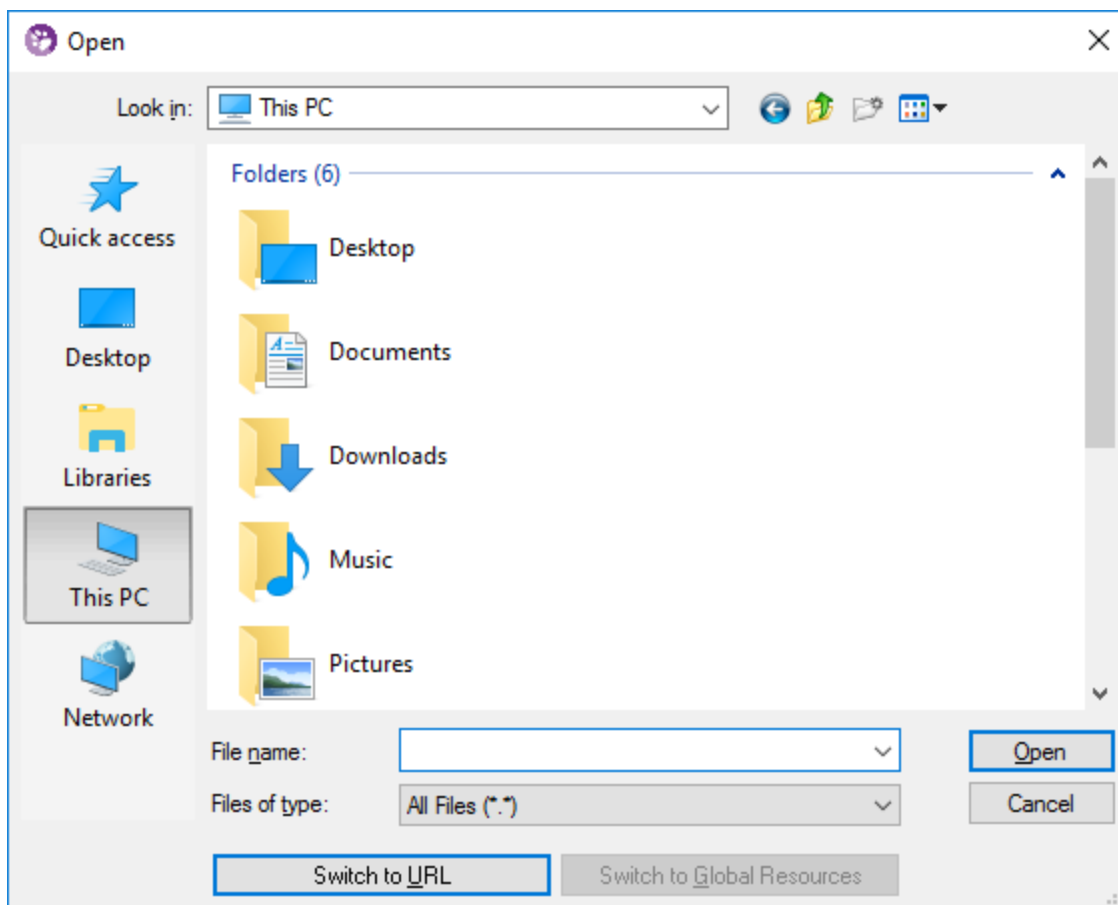 Open
Look in: This PC
Quick access
Desktop
Libraries
This PC
Network
Folders (6)
Desktop
Documents
Downloads
Music
Pictures
File name:
Open
Files of type: All Files (*.*)
Cancel
Switch to URL
Switch to Global Resources